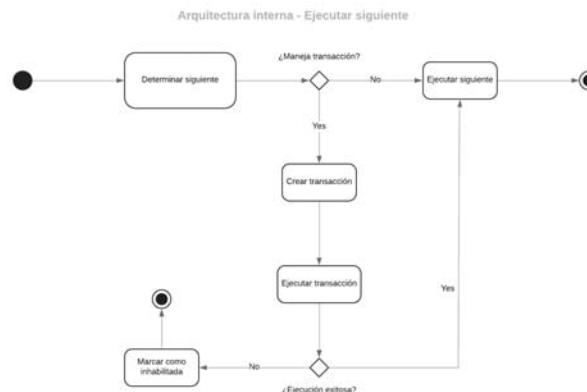 Arquitectura interna - Ejecutar siguiente
¿Maneja transacción?
Determinar siguiente
No
Ejecutar siguiente
Yes
Crear transacción
Ejecutar transacción
Yes
Marcar como
inhabilitada
No
¿Ejecución exitosa?